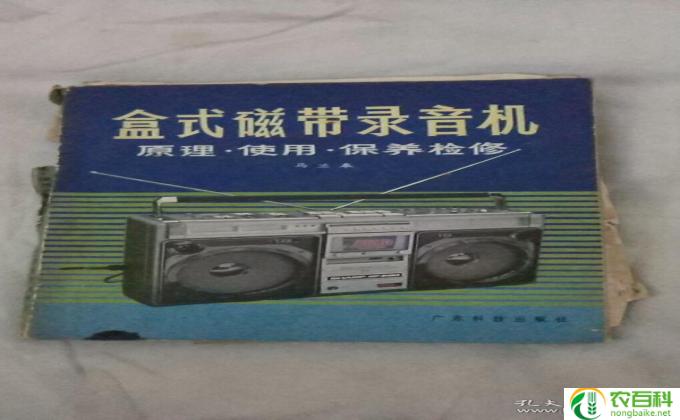 盒式磁带录音机
原理·使用·保养检修
广东科技出版社
农百科
nongbaike.net